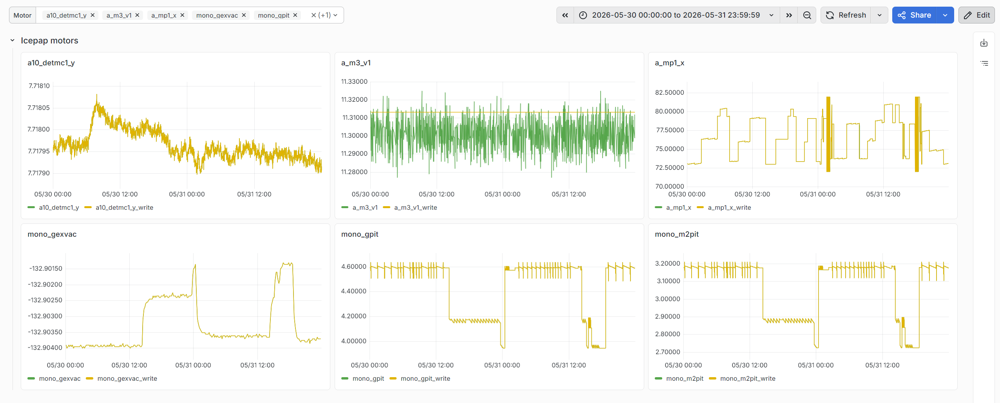 Motor a10_detmc1_y a_m3_v1 a_mp1_x mono_gexvac mono_gpit (+1) 2026-05-30 00:00:00 to 2026-05-31 23:59:59 Refresh Share Edit
Icepap motors
a10_detmc1_y
7.71810
7.71805
7.71800
7.71795
7.71790
05/30 00:00 05/30 12:00 05/31 00:00 05/31 12:00
a10_detmc1_y a10_detmc1_y_write
a_m3_v1
11.33000
11.32000
11.31000
11.30000
11.29000
11.28000
05/30 00:00 05/30 12:00 05/31 00:00 05/31 12:00
a_m3_v1 a_m3_v1_write
a_mp1_x
82.50000
80.00000
77.50000
75.00000
72.50000
70.00000
05/30 00:00 05/30 12:00 05/31 00:00 05/31 12:00
a_mp1_x a_mp1_x_write
mono_gexvac
-132.90150
-132.90200
-132.90250
-132.90300
-132.90350
-132.90400
05/30 00:00 05/30 12:00 05/31 00:00 05/31 12:00
mono_gexvac mono_gexvac_write
mono_gpit
4.60000
4.40000
4.20000
4.00000
05/30 00:00 05/30 12:00 05/31 00:00 05/31 12:00
mono_gpit mono_gpit_write
mono_m2pit
3.20000
3.10000
3.00000
2.90000
2.80000
2.70000
05/30 00:00 05/30 12:00 05/31 00:00 05/31 12:00
mono_m2pit mono_m2pit_write